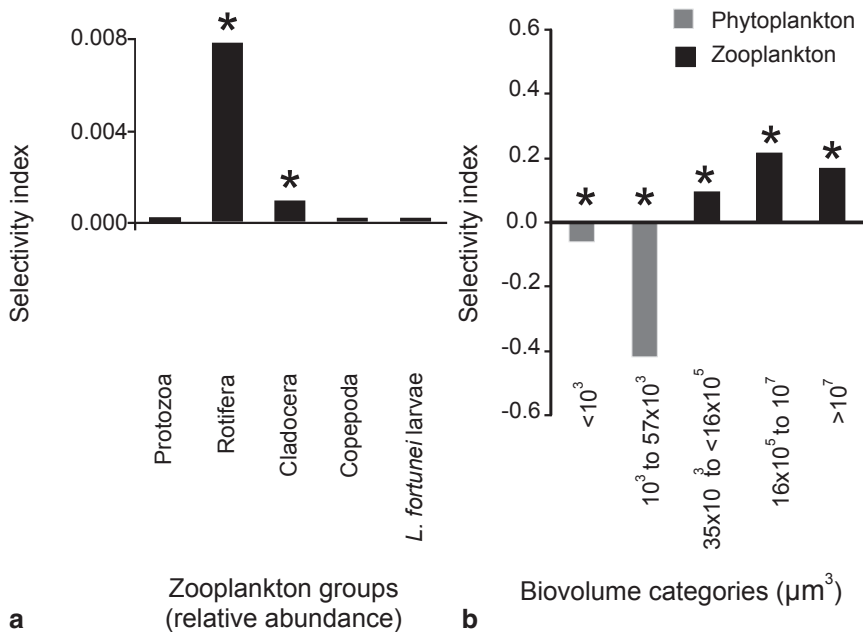 Selectivity index
0.008
0.004
0.000
*
*
Protozoa
Rotifera
Cladocera
Copepoda
L. fortunei larvae
Zooplankton groups
(relative abundance)
a
Selectivity index
0.6
0.4
0.2
0.0
-0.2
-0.4
-0.6
Phytoplankton
Zooplankton
* * * * *
<10³
10³ to 57x10³
35x10³ to <16x10⁵
16x10⁵ to 10⁷
>10⁷
Biovolume categories (µm³)
b